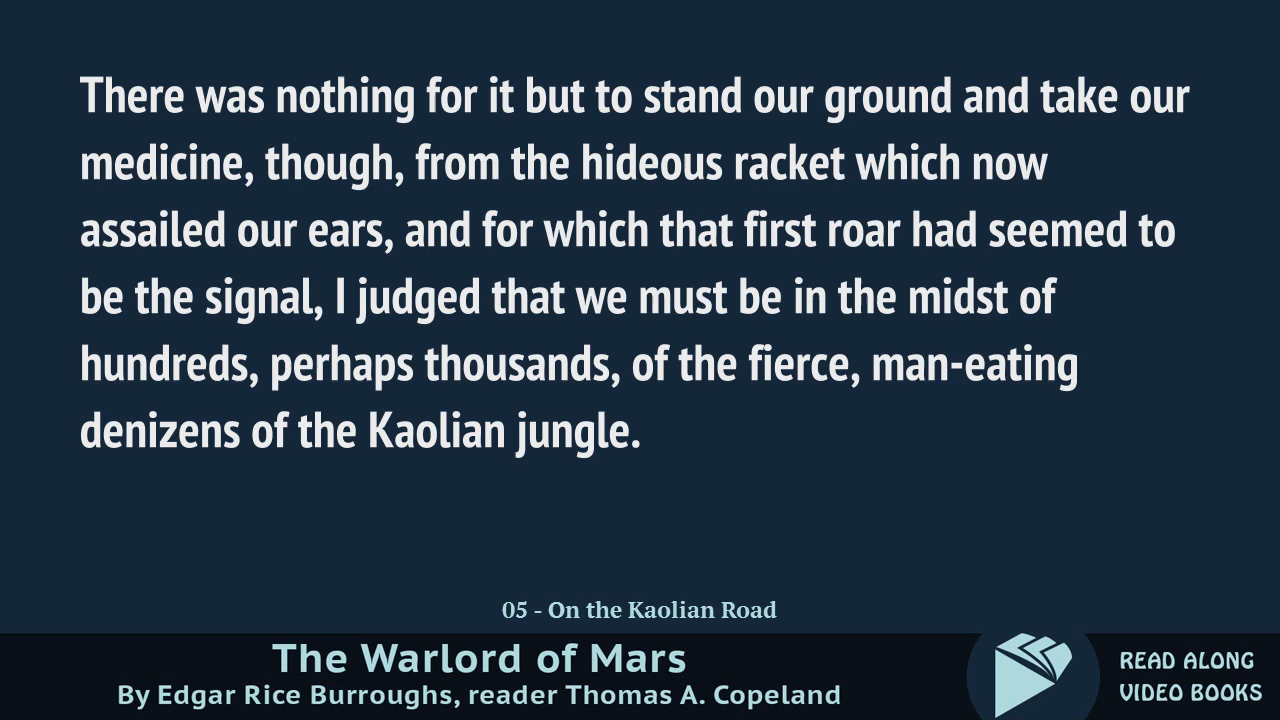 There was nothing for it but to stand our ground and take our
medicine, though, from the hideous racket which now
assailed our ears, and for which that first roar had seemed to
be the signal, I judged that we must be in the midst of
hundreds, perhaps thousands, of the fierce, man-eating
denizens of the Kaolian jungle.
05 - On the Kaolian Road
The Warlord of Mars
By Edgar Rice Burroughs, reader Thomas A. Copeland
READ ALONG
VIDEO BOOKS